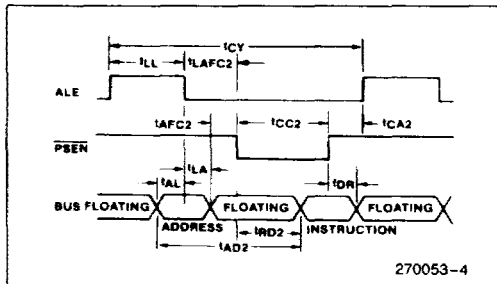 tCY
tLL tLAFC2
ALE
tAFC2 tCC2 tCA2
PSEN
tLA
tAL tDR
BUS FLOATING FLOATING FLOATING
ADDRESS tRD2 INSTRUCTION
tAD2
270053-4